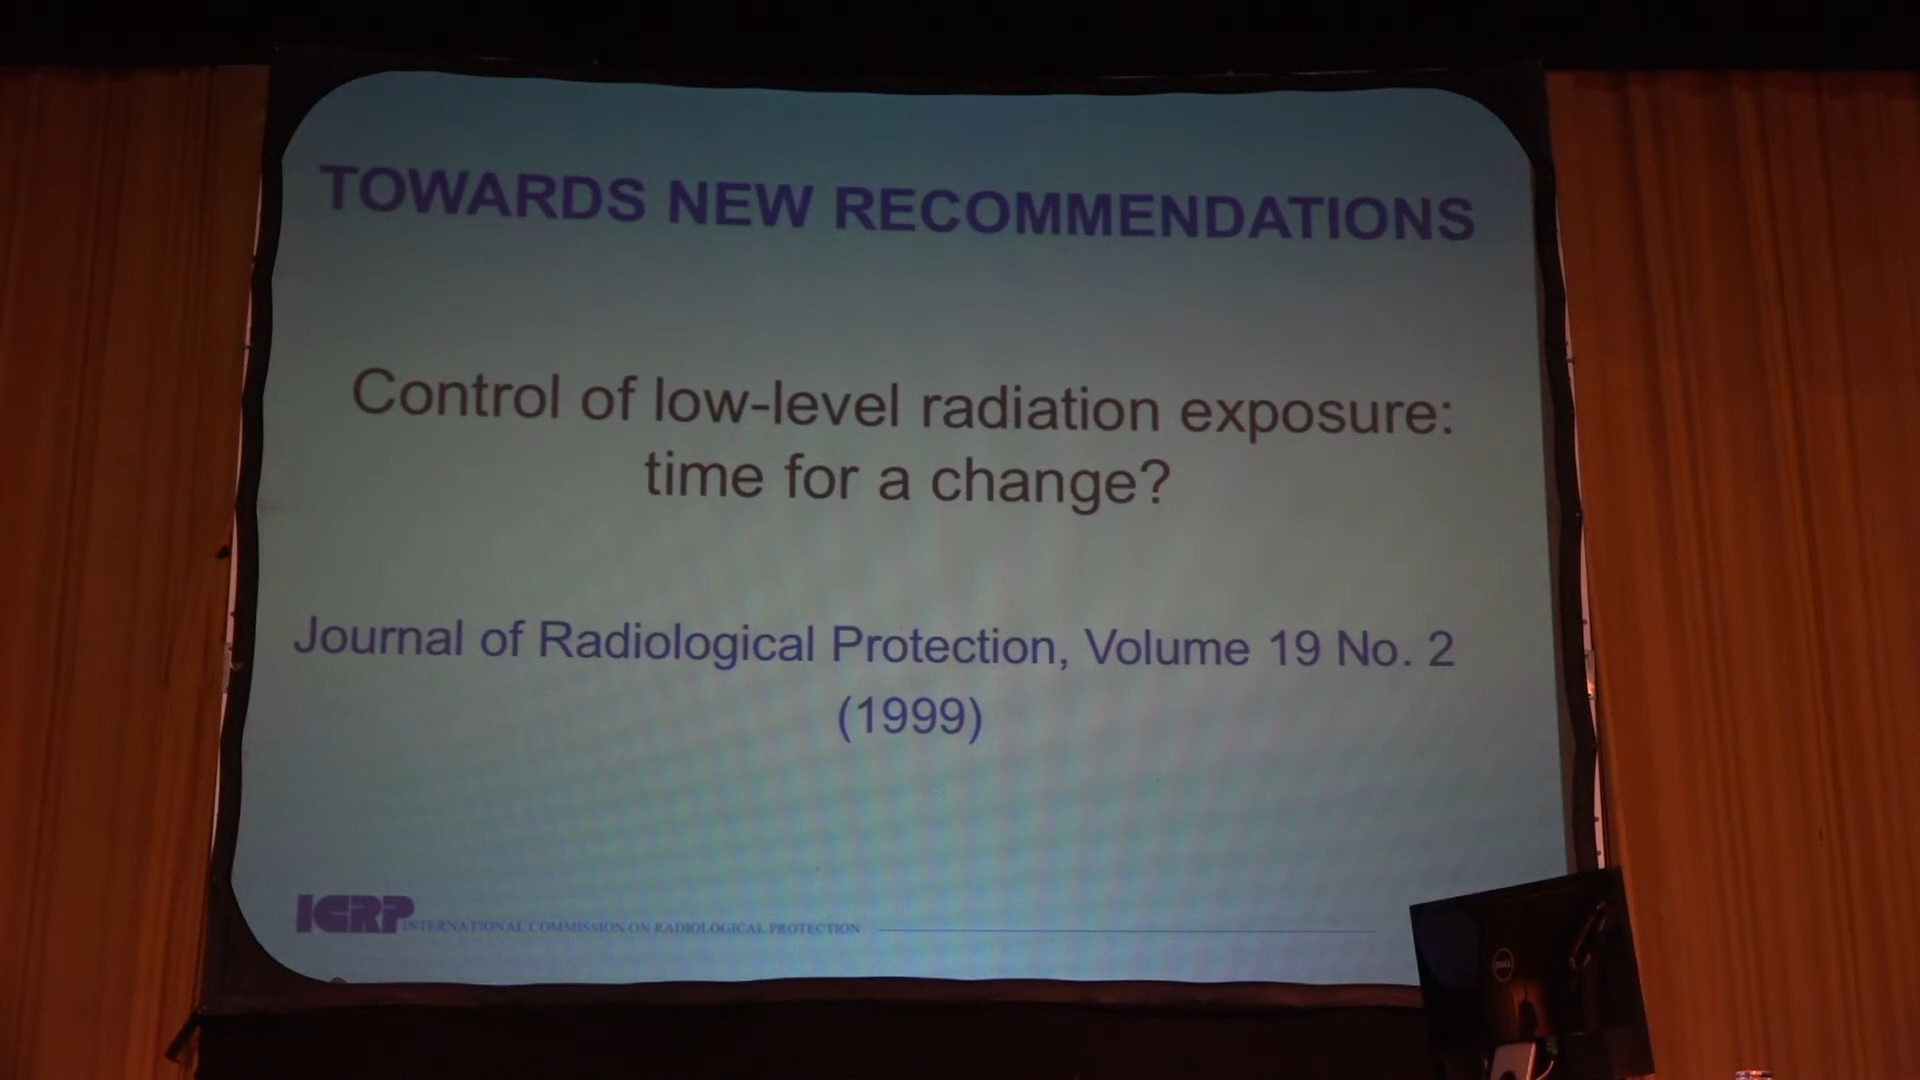 TOWARDS NEW RECOMMENDATIONS
Control of low-level radiation exposure:
time for a change?
Journal of Radiological Protection, Volume 19 No. 2
(1999)
ICRP INTERNATIONAL COMMISSION ON RADIOLOGICAL PROTECTION
DELL